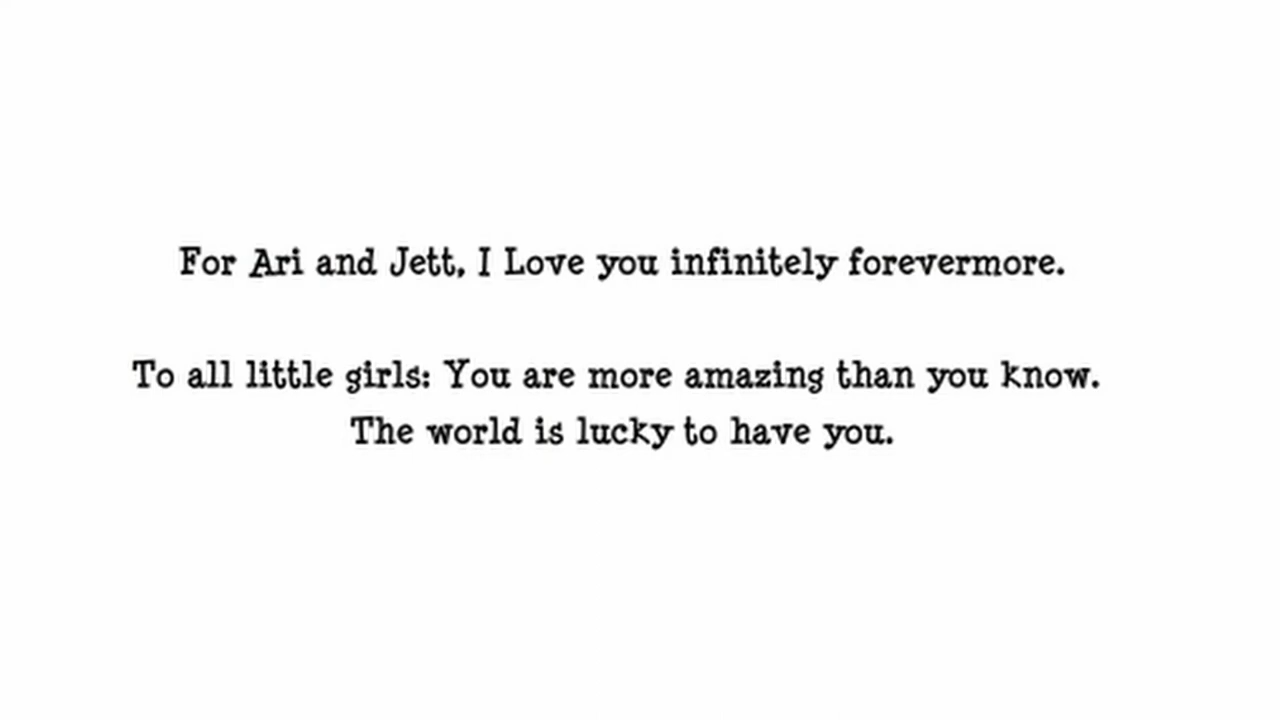 For Ari and Jett, I Love you infinitely forevermore.
To all little girls: You are more amazing than you know.
The world is lucky to have you.